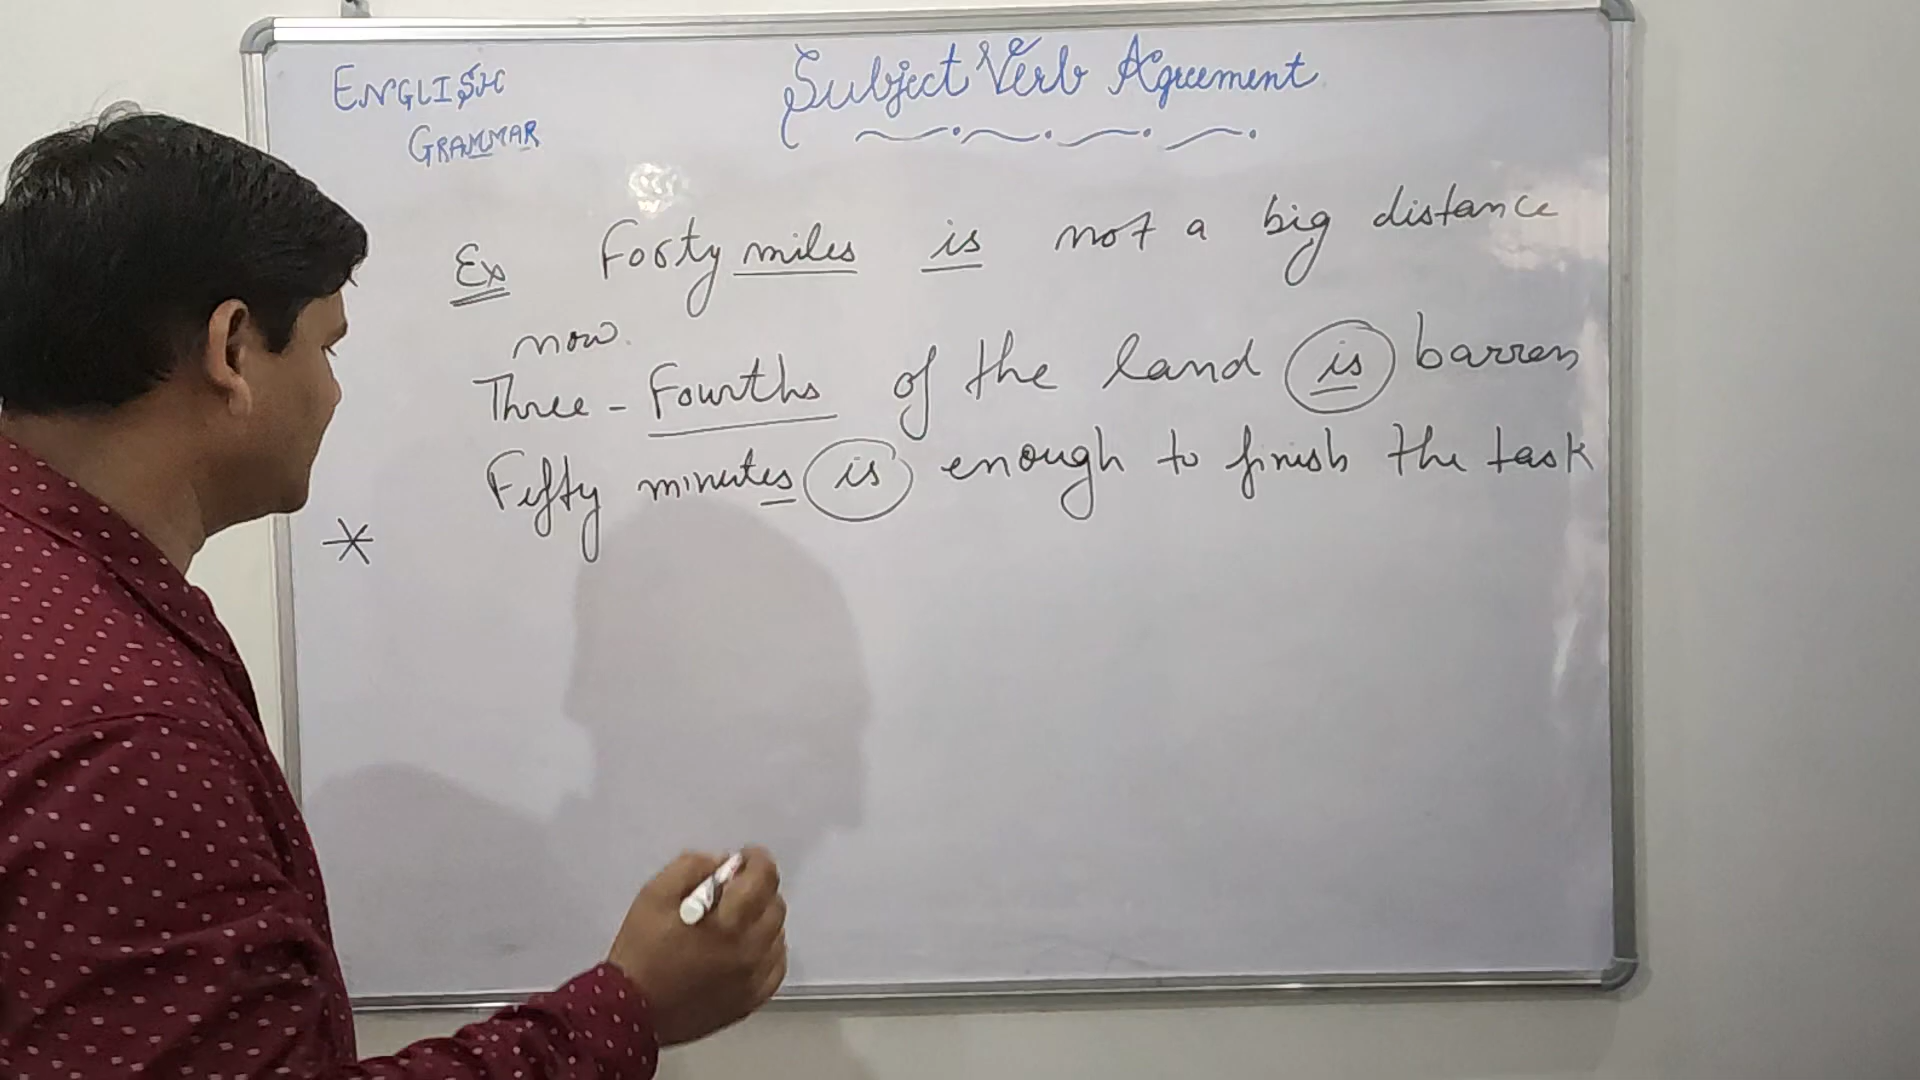 ENGLISH
GRAMMAR
Subject Verb Agreement
Ex Forty miles is not a big distance
now.
Three - Fourths of the land is barren
Fifty minutes is enough to finish the task
*